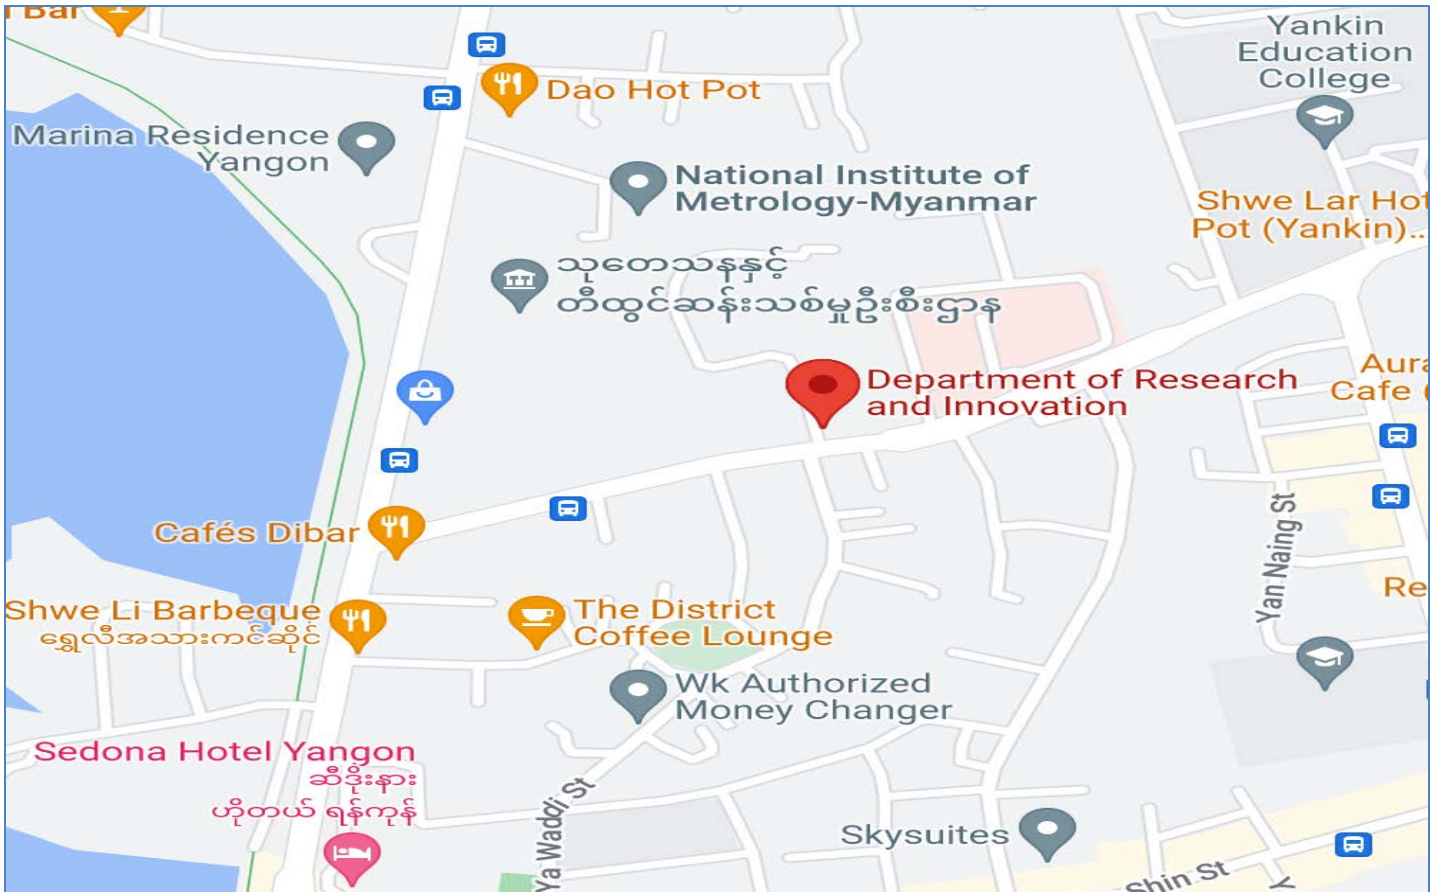 Bar
Yankin
Education
College
Dao Hot Pot
Marina Residence
Yangon
National Institute of
Metrology-Myanmar
Shwe Lar Hot
Pot (Yankin)...
သုတေသနနှင့်
တီထွင်ဆန်းသစ်မှုဦးစီးဌာန
Department of Research
and Innovation
Aura
Cafe (
Cafés Dibar
Yan Naing St
Re
Shwe Li Barbeque
ရွှေလီအသားကင်ဆိုင်
The District
Coffee Lounge
Wk Authorized
Money Changer
Sedona Hotel Yangon
ဆီဒိုးနား
ဟိုတယ် ရန်ကုန်
Ya Waddi St
Skysuites
Shin St